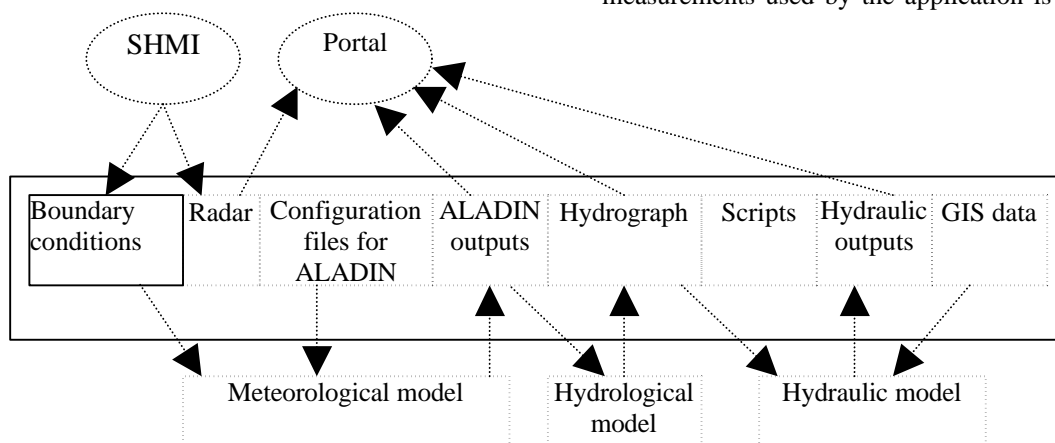 measurements used by the application is
SHMI
Portal
Boundary
conditions
Radar
Configuration
files for
ALADIN
ALADIN
outputs
Hydrograph
Scripts
Hydraulic
outputs
GIS data
Meteorological model
Hydrological
model
Hydraulic model